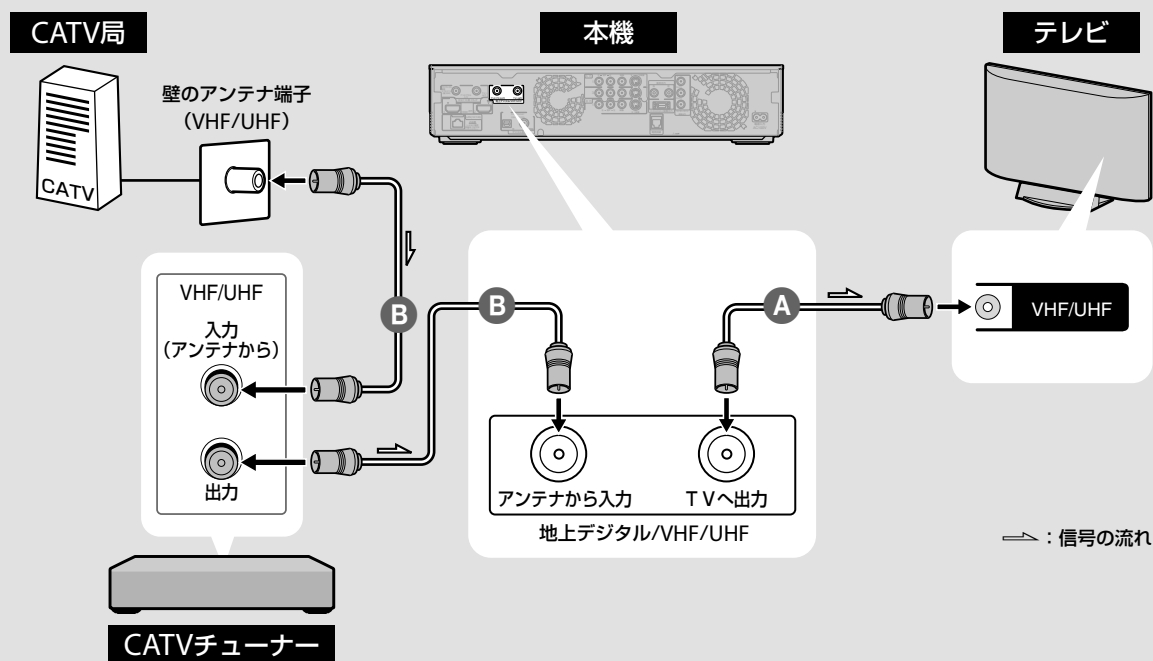 CATV局
本機
テレビ
壁のアンテナ端子
（VHF/UHF）
CATV
VHF/UHF
入力
（アンテナから）
出力
B
B
A
VHF/UHF
アンテナから入力
TVへ出力
地上デジタル/VHF/UHF
：信号の流れ
CATVチューナー